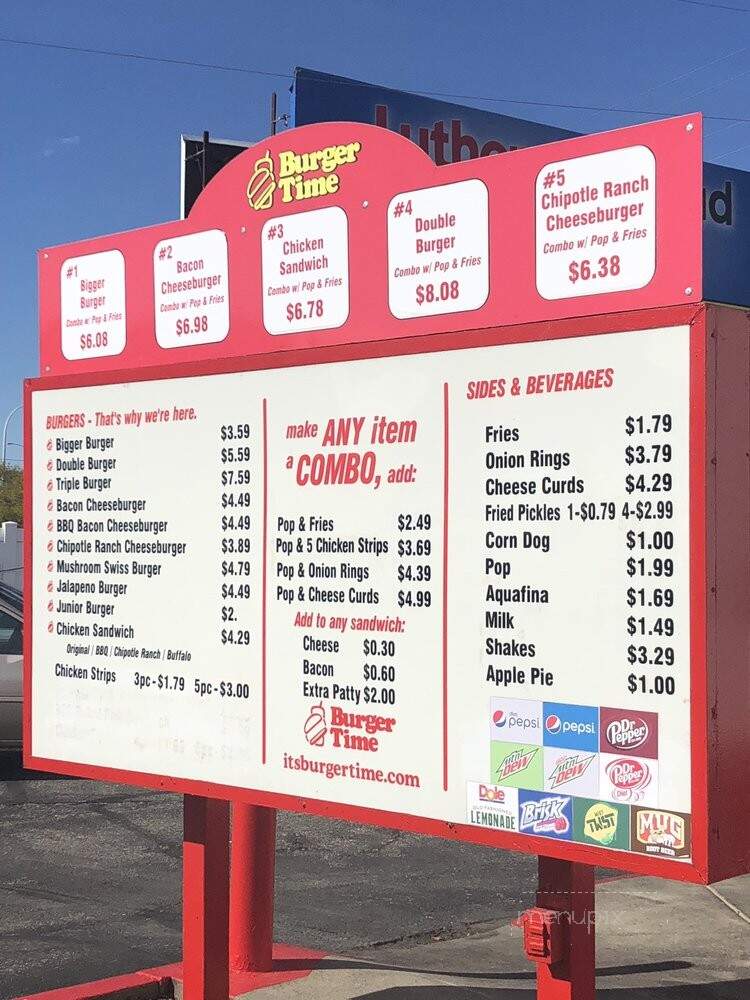 Burger
Time
#1
Bigger
Burger
Combo w/ Pop & Fries
$6.08
#2
Bacon
Cheeseburger
Combo w/ Pop & Fries
$6.98
#3
Chicken
Sandwich
Combo w/ Pop & Fries
$6.78
#4
Double
Burger
Combo w/ Pop & Fries
$8.08
#5
Chipotle Ranch
Cheeseburger
Combo w/ Pop & Fries
$6.38
BURGERS - That's why we're here.
Bigger Burger $3.59
Double Burger $5.59
Triple Burger $7.59
Bacon Cheeseburger $4.49
BBQ Bacon Cheeseburger $4.49
Chipotle Ranch Cheeseburger $3.89
Mushroom Swiss Burger $4.79
Jalapeno Burger $4.49
Junior Burger $2.
Chicken Sandwich $4.29
Original / BBQ / Chipotle Ranch / Buffalo
Chicken Strips 3pc-$1.79 5pc-$3.00
make ANY item
a COMBO, add:
Pop & Fries $2.49
Pop & 5 Chicken Strips $3.69
Pop & Onion Rings $4.39
Pop & Cheese Curds $4.99
Add to any sandwich:
Cheese $0.30
Bacon $0.60
Extra Patty $2.00
Burger
Time
itsburgertime.com
SIDES & BEVERAGES
Fries $1.79
Onion Rings $3.79
Cheese Curds $4.29
Fried Pickles 1-$0.79 4-$2.99
Corn Dog $1.00
Pop $1.99
Aquafina $1.69
Milk $1.49
Shakes $3.29
Apple Pie $1.00
diet pepsi
pepsi
Dr Pepper
Mtn Dew
diet Mtn Dew
Dr Pepper
Diet
Dole
LEMONADE
Brisk
MIST TWST
MUG
ROOT BEER
menupix